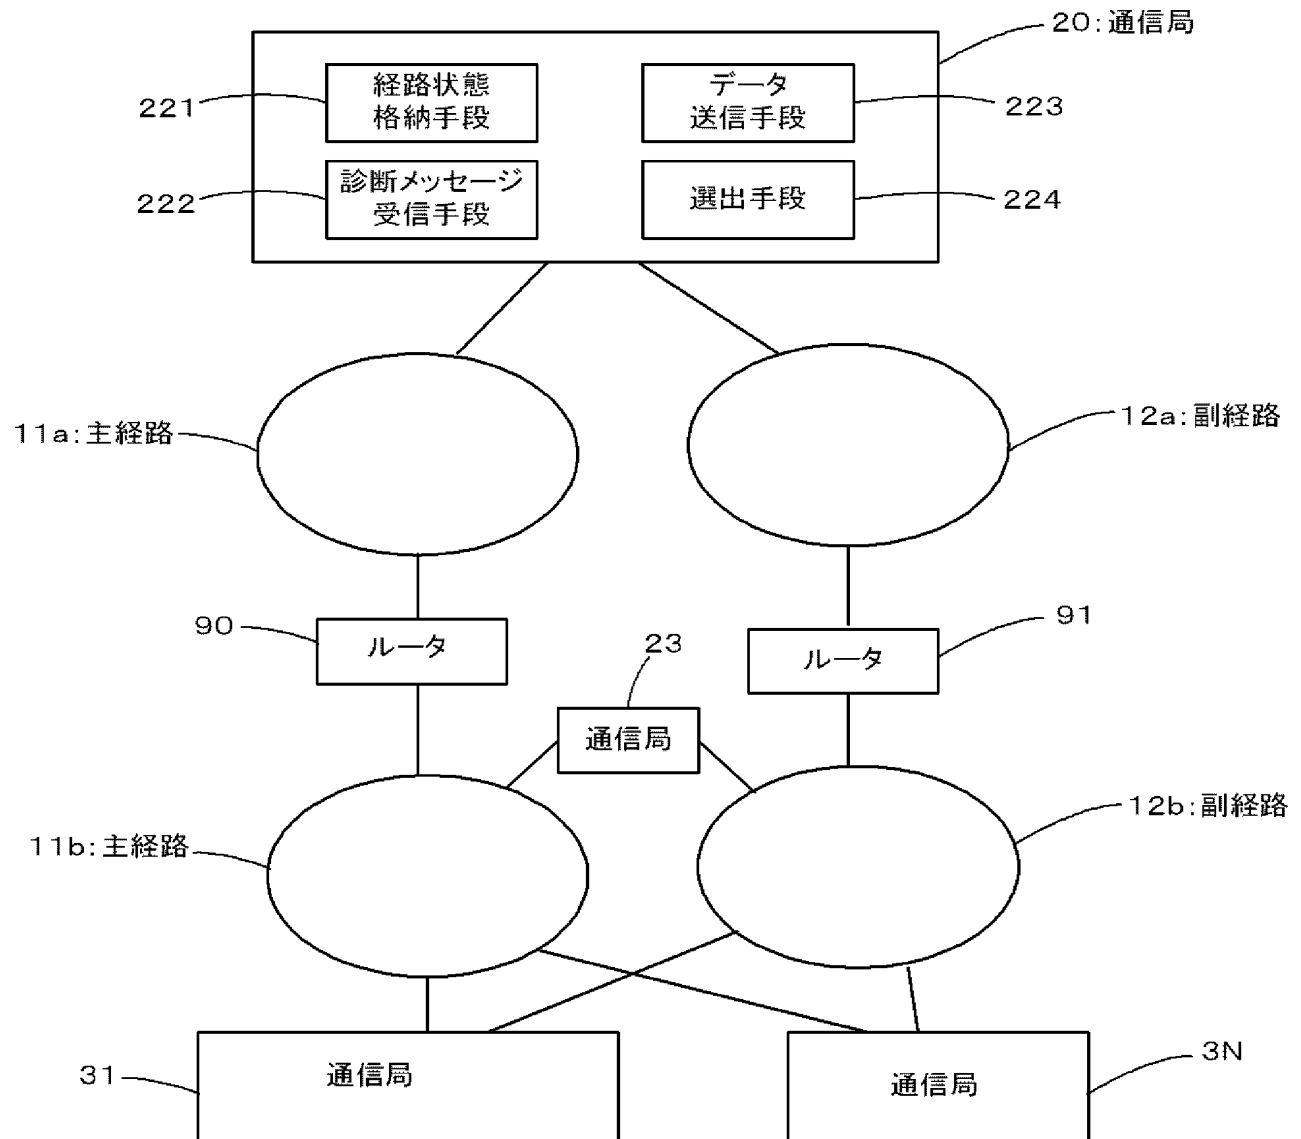 20:通信局
経路状態
格納手段
221
データ
送信手段
223
診断メッセージ
受信手段
222
選出手段
224
11a:主経路
12a:副経路
90
ルータ
23
91
ルータ
通信局
11b:主経路
12b:副経路
31
通信局
通信局
3N